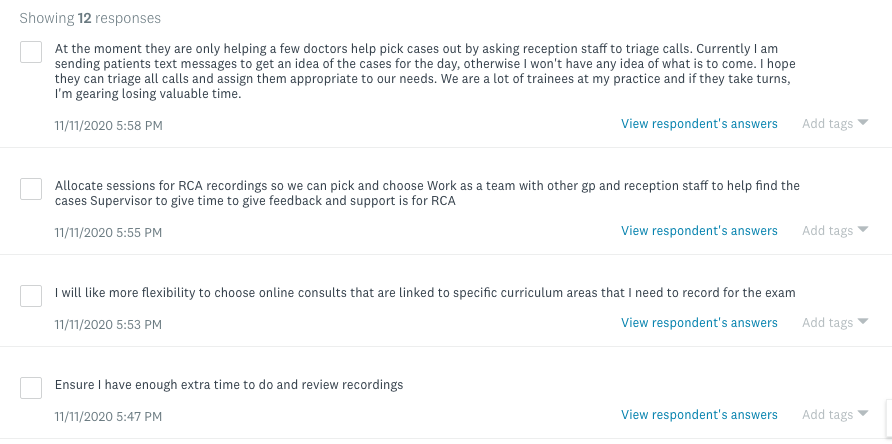 Showing 12 responses
At the moment they are only helping a few doctors help pick cases out by asking reception staff to triage calls. Currently I am
sending patients text messages to get an idea of the cases for the day, otherwise I won't have any idea of what is to come. I hope
they can triage all calls and assign them appropriate to our needs. We are a lot of trainees at my practice and if they take turns,
I'm gearing losing valuable time.
11/11/2020 5:58 PM
View respondent's answers
Add tags
Allocate sessions for RCA recordings so we can pick and choose Work as a team with other gp and reception staff to help find the
cases Supervisor to give time to give feedback and support is for RCA
11/11/2020 5:55 PM
View respondent's answers
Add tags
I will like more flexibility to choose online consults that are linked to specific curriculum areas that I need to record for the exam
11/11/2020 5:53 PM
View respondent's answers
Add tags
Ensure I have enough extra time to do and review recordings
11/11/2020 5:47 PM
View respondent's answers
Add tags